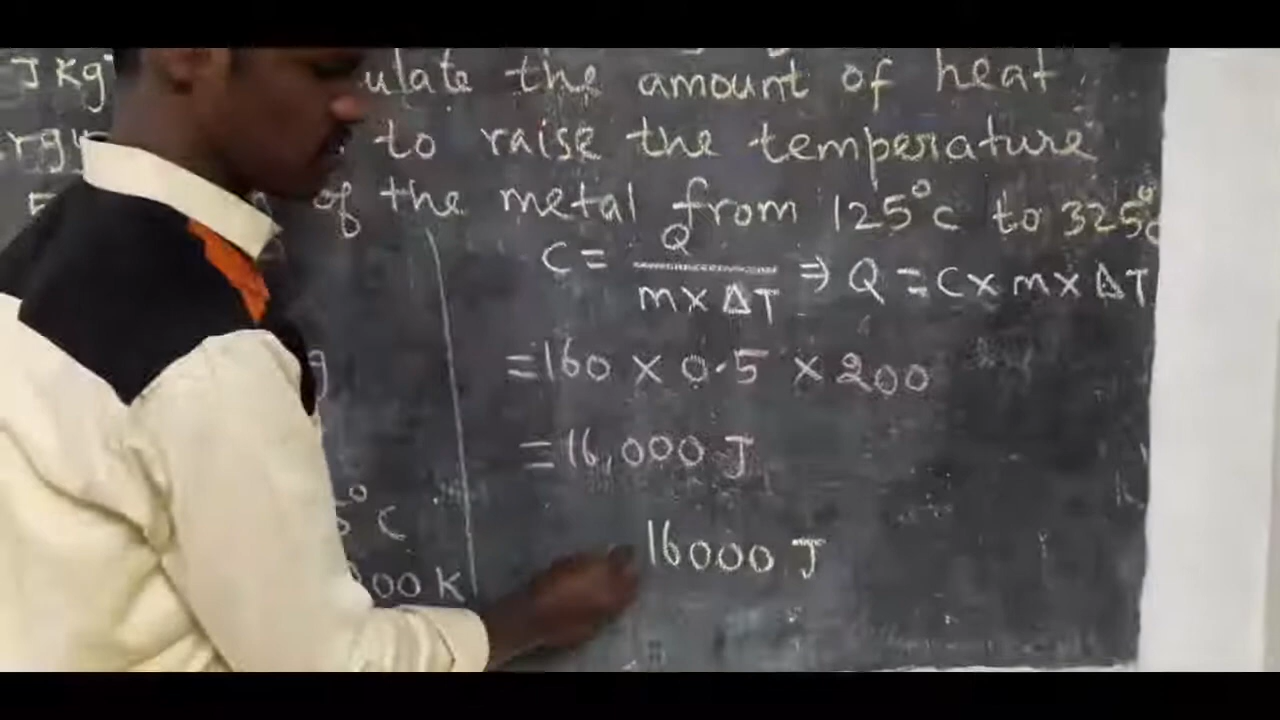 J Kg ulate the amount of heat
to raise the temperature
of the metal from 125°c to 325°c
C = Q / m x ΔT ⇒ Q = C x m x ΔT
= 160 x 0.5 x 200
g
= 16,000 J
5°C
16000 J
00 K